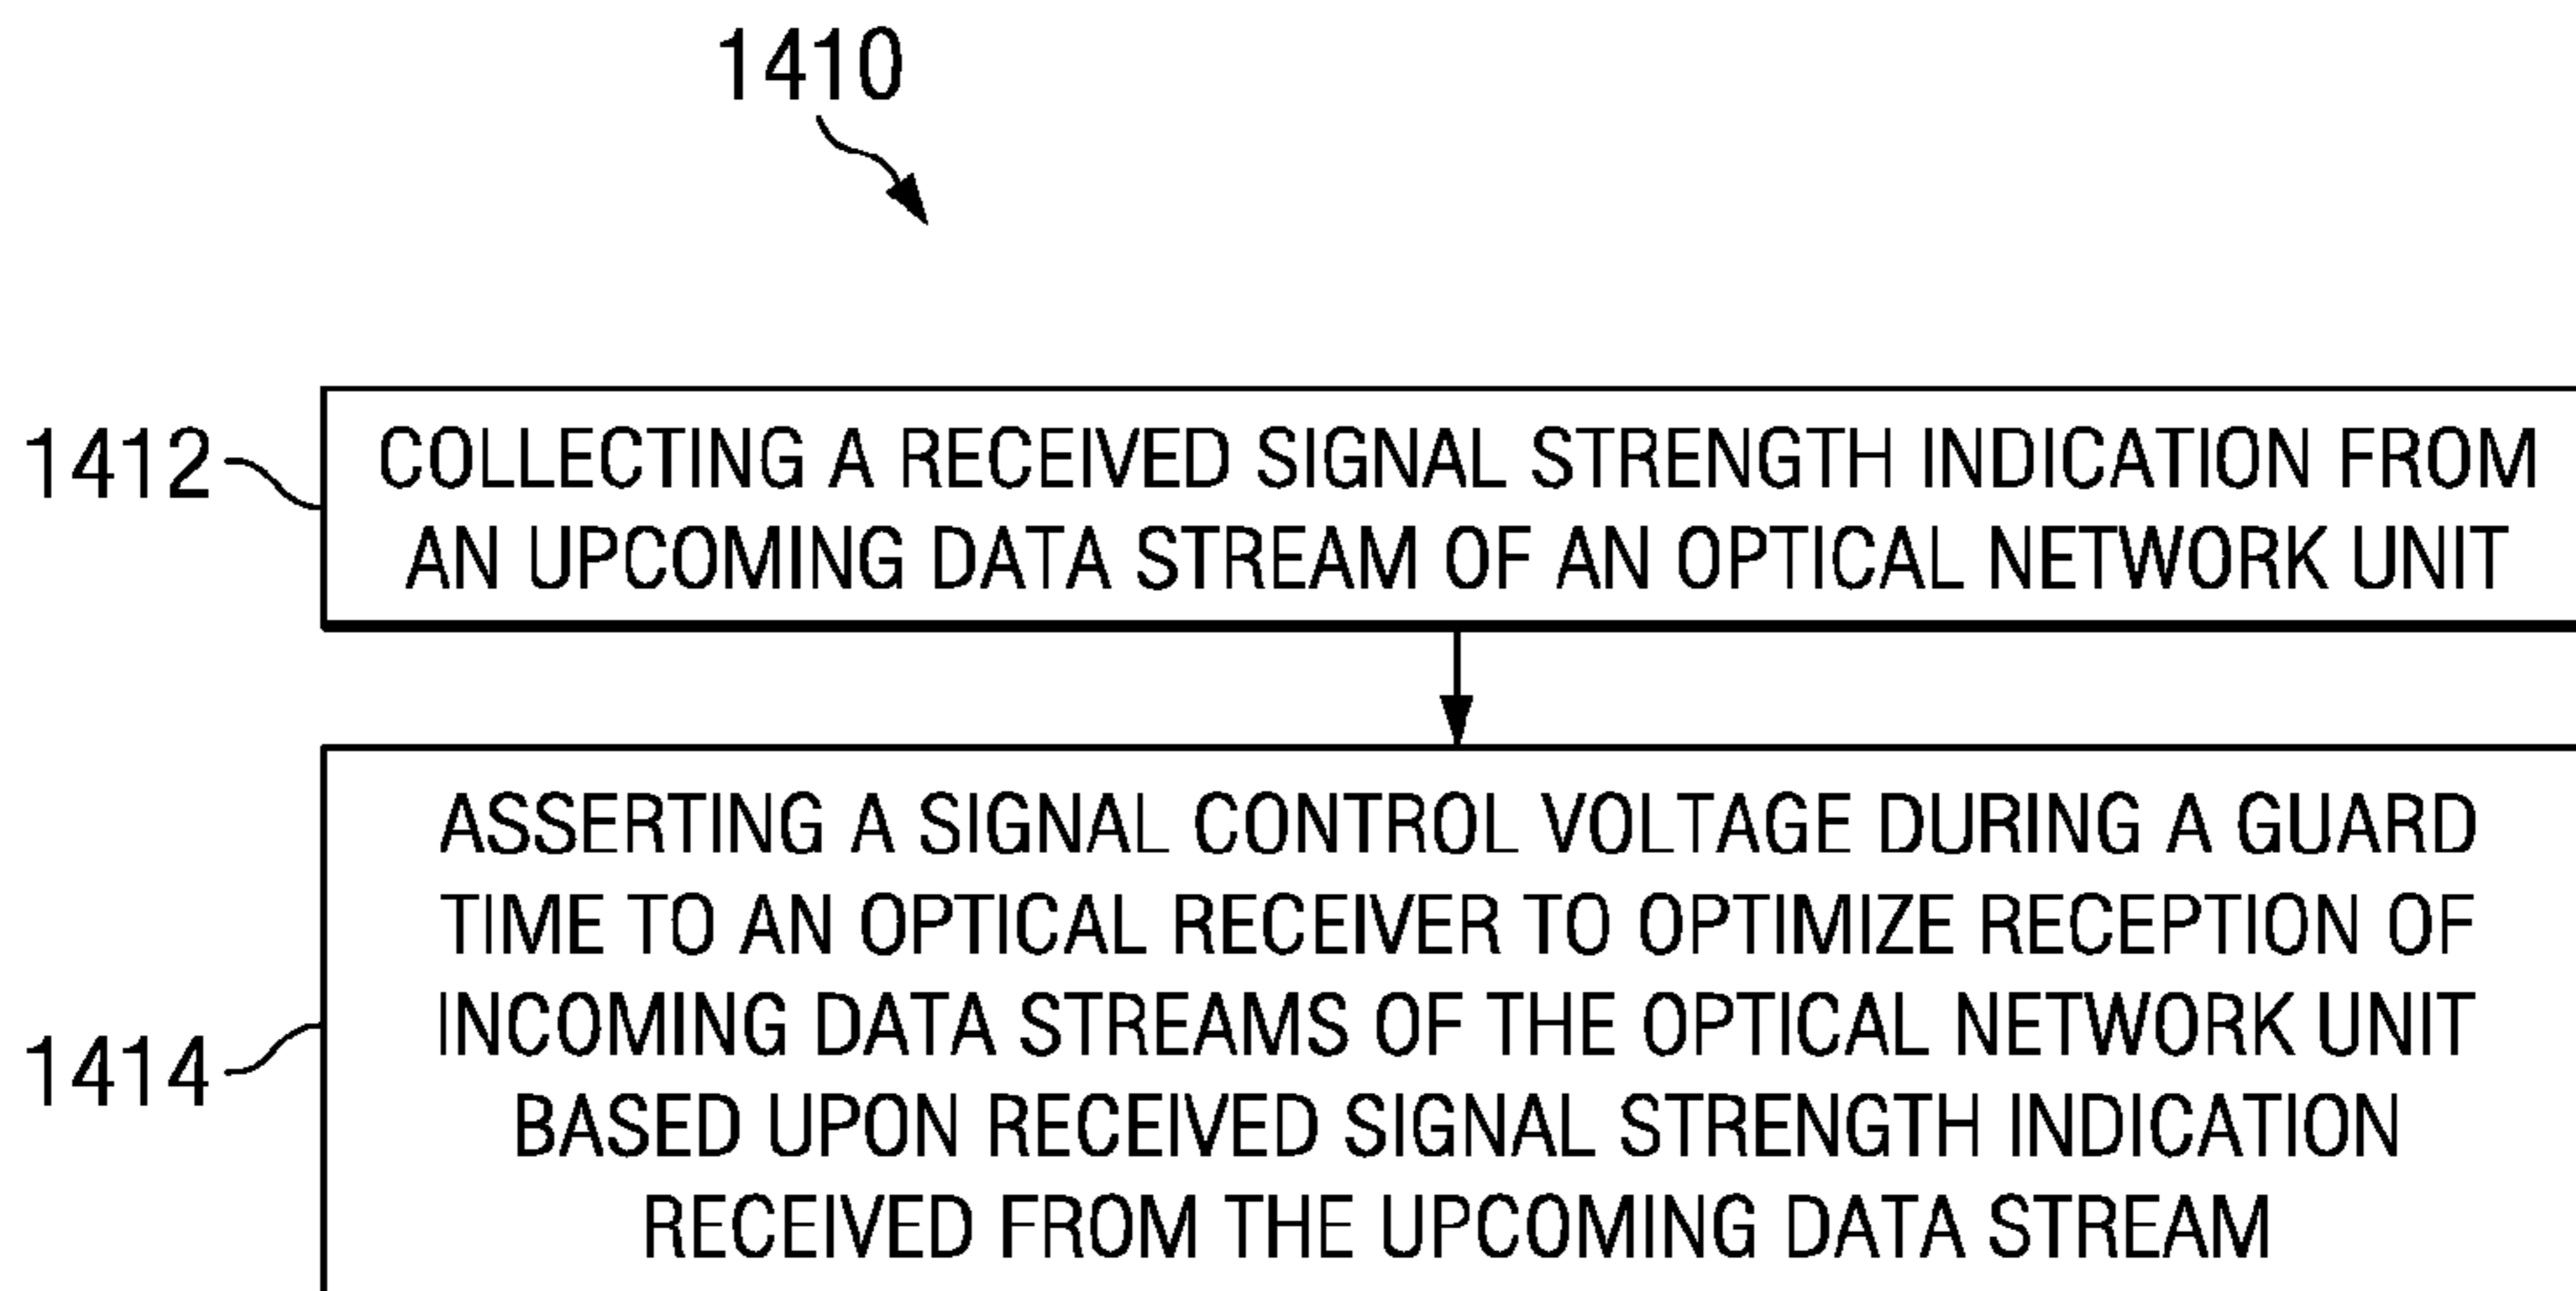 1410
1412
COLLECTING A RECEIVED SIGNAL STRENGTH INDICATION FROM
AN UPCOMING DATA STREAM OF AN OPTICAL NETWORK UNIT
ASSERTING A SIGNAL CONTROL VOLTAGE DURING A GUARD
TIME TO AN OPTICAL RECEIVER TO OPTIMIZE RECEPTION OF
INCOMING DATA STREAMS OF THE OPTICAL NETWORK UNIT
1414
BASED UPON RECEIVED SIGNAL STRENGTH INDICATION
RECEIVED FROM THE UPCOMING DATA STREAM